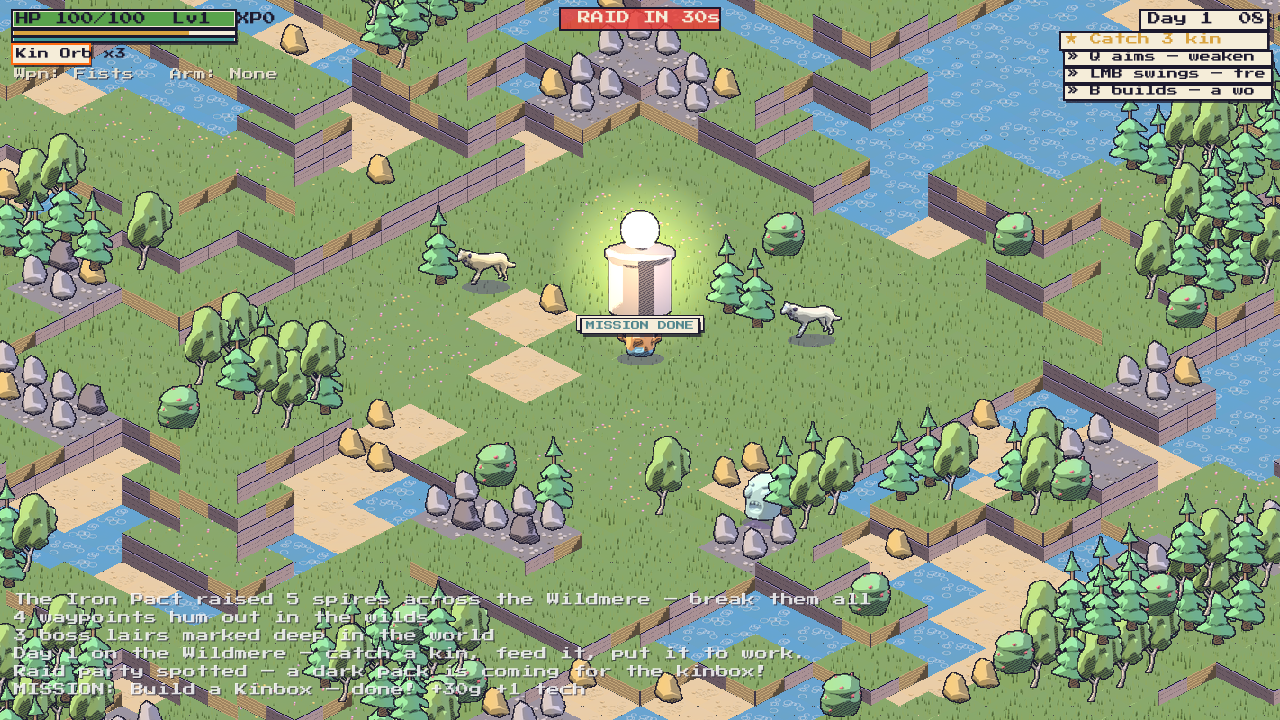 HP 100/100 Lv1 XP0
RAID IN 30s
Day 1 08
Kin Orb x3
★ Catch 3 kin
» Q aims — weaken
Wpn: Fists Arm: None
» LMB swings — tre
» B builds — a wo
MISSION DONE
The Iron Pact raised 5 spires across the Wildmere — break them all
4 waypoints hum out in the wilds
3 boss lairs marked deep in the world
Day 1 on the Wildmere — catch a kin, feed it, put it to work.
Raid party spotted — a dark pack is coming for the kinbox!
MISSION: Build a Kinbox — done! +30g +1 tech